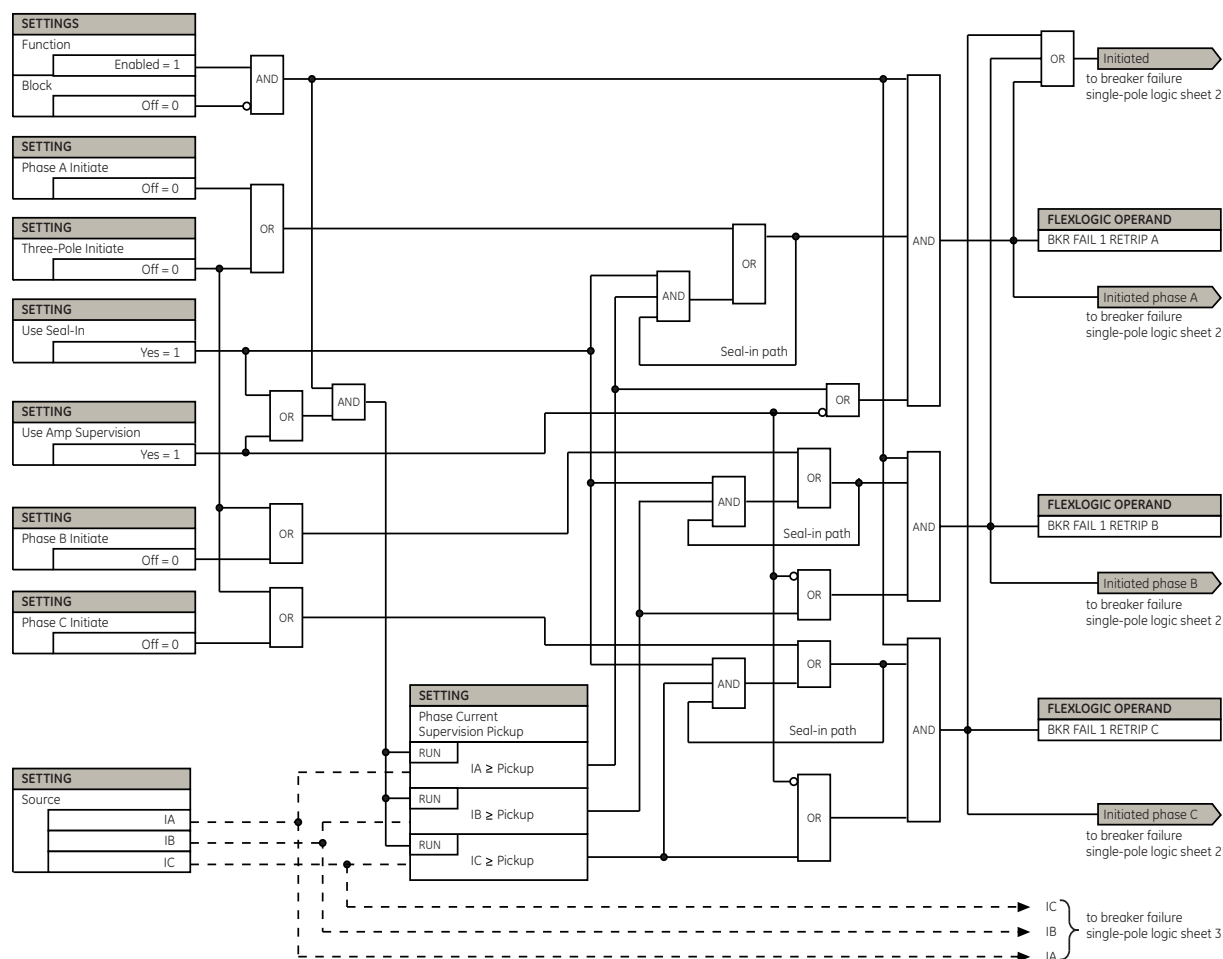 SETTINGS
Function
Enabled = 1
Block
Off = 0
AND
SETTING
Phase A Initiate
Off = 0
SETTING
Three-Pole Initiate
Off = 0
OR
SETTING
Use Seal-In
Yes = 1
SETTING
Use Amp Supervision
Yes = 1
OR
AND
SETTING
Phase B Initiate
Off = 0
OR
SETTING
Phase C Initiate
Off = 0
OR
SETTING
Source
IA
IB
IC
SETTING
Phase Current
Supervision Pickup
RUN
IA ≥ Pickup
RUN
IB ≥ Pickup
RUN
IC ≥ Pickup
OR
AND
Seal-in path
OR
AND
OR
AND
Seal-in path
OR
AND
OR
AND
Seal-in path
OR
AND
OR
Initiated
to breaker failure
single-pole logic sheet 2
FLEXLOGIC OPERAND
BKR FAIL 1 RETRIP A
Initiated phase A
to breaker failure
single-pole logic sheet 2
FLEXLOGIC OPERAND
BKR FAIL 1 RETRIP B
Initiated phase B
to breaker failure
single-pole logic sheet 2
FLEXLOGIC OPERAND
BKR FAIL 1 RETRIP C
Initiated phase C
to breaker failure
single-pole logic sheet 2
IC
IB
IA
to breaker failure
single-pole logic sheet 3